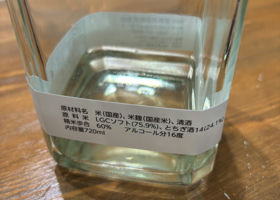 原材料名 米(国産)、米麹(国産米)、清酒
原料米 LGCソフト(75.9%)、とちぎ酒14(24.1%)
精米歩合 60% アルコール分16度
内容量720ml